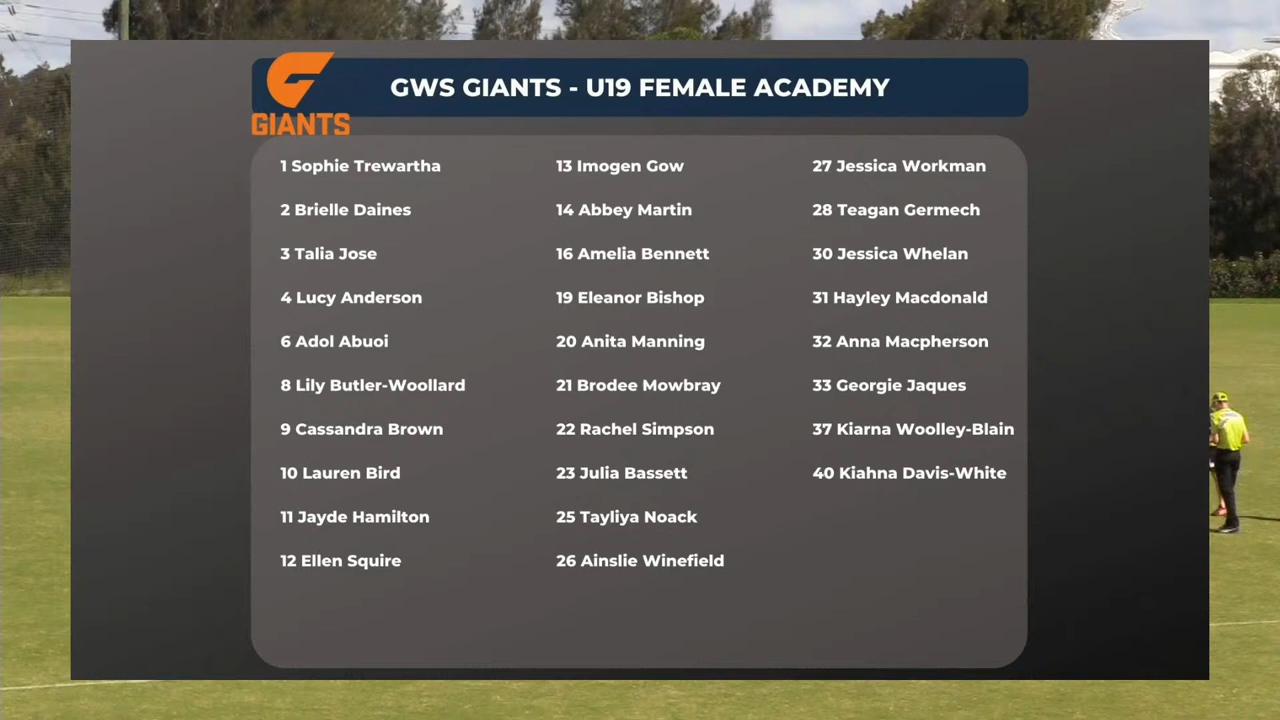 GIANTS
GWS GIANTS - U19 FEMALE ACADEMY
1 Sophie Trewartha
2 Brielle Daines
3 Talia Jose
4 Lucy Anderson
6 Adol Abuoi
8 Lily Butler-Woollard
9 Cassandra Brown
10 Lauren Bird
11 Jayde Hamilton
12 Ellen Squire
13 Imogen Gow
14 Abbey Martin
16 Amelia Bennett
19 Eleanor Bishop
20 Anita Manning
21 Brodee Mowbray
22 Rachel Simpson
23 Julia Bassett
25 Tayliya Noack
26 Ainslie Winefield
27 Jessica Workman
28 Teagan Germech
30 Jessica Whelan
31 Hayley Macdonald
32 Anna Macpherson
33 Georgie Jaques
37 Kiarna Woolley-Blain
40 Kiahna Davis-White